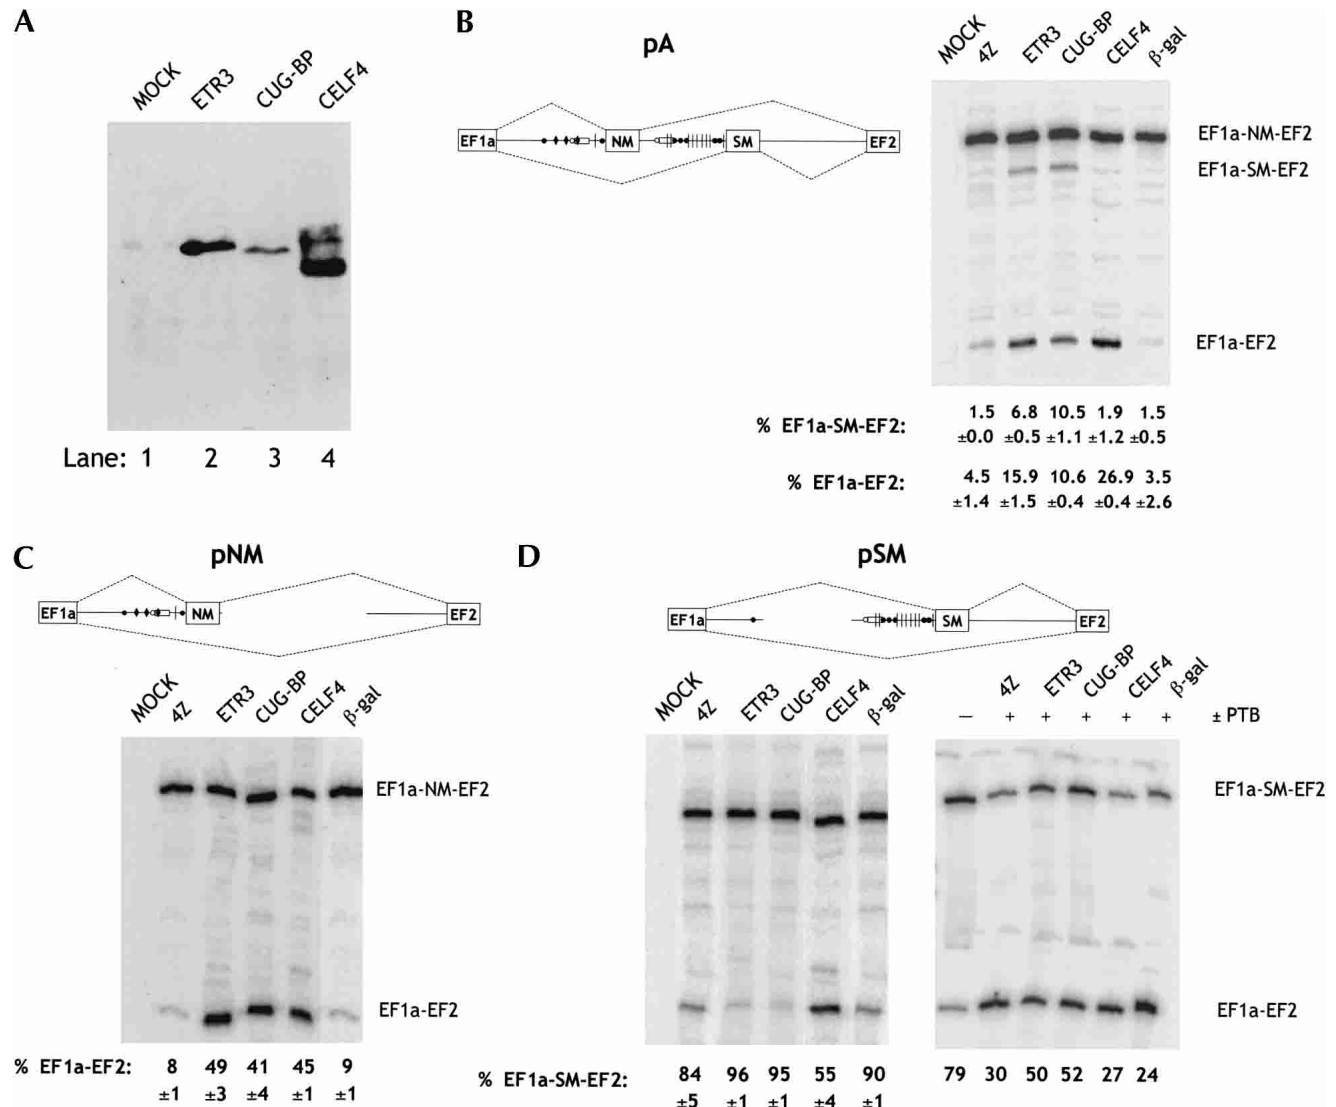 A
MOCK
ETR3
CUG-BP
CELF4
Lane: 1 2 3 4
B
pA
EF1a NM SM EF2
MOCK
4Z
ETR3
CUG-BP
CELF4
β-gal
EF1a-NM-EF2
EF1a-SM-EF2
EF1a-EF2
% EF1a-SM-EF2: 1.5 6.8 10.5 1.9 1.5
±0.0 ±0.5 ±1.1 ±1.2 ±0.5
% EF1a-EF2: 4.5 15.9 10.6 26.9 3.5
±1.4 ±1.5 ±0.4 ±0.4 ±2.6
C
pNM
EF1a NM EF2
MOCK
4Z
ETR3
CUG-BP
CELF4
β-gal
EF1a-NM-EF2
EF1a-EF2
% EF1a-EF2: 8 49 41 45 9
±1 ±3 ±4 ±1 ±1
D
pSM
EF1a SM EF2
MOCK
4Z
ETR3
CUG-BP
CELF4
β-gal
4Z
ETR3
CUG-BP
CELF4
β-gal
– + + + + + ± PTB
EF1a-SM-EF2
EF1a-EF2
% EF1a-SM-EF2: 84 96 95 55 90
±5 ±1 ±1 ±4 ±1
79 30 50 52 27 24